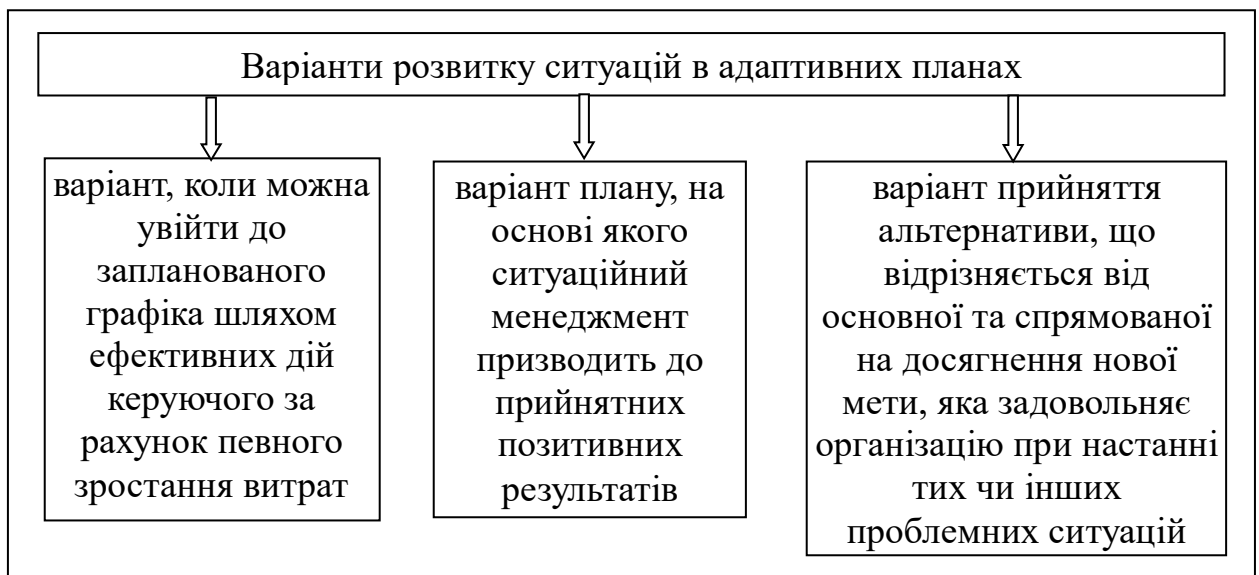 Варіанти розвитку ситуацій в адаптивних планах
варіант, коли можна
увійти до
запланованого
графіка шляхом
ефективних дій
керуючого за
рахунок певного
зростання витрат
варіант плану, на
основі якого
ситуаційний
менеджмент
призводить до
прийнятних
позитивних
результатів
варіант прийняття
альтернативи, що
відрізняється від
основної та спрямованої
на досягнення нової
мети, яка задовольняє
організацію при настанні
тих чи інших
проблемних ситуацій